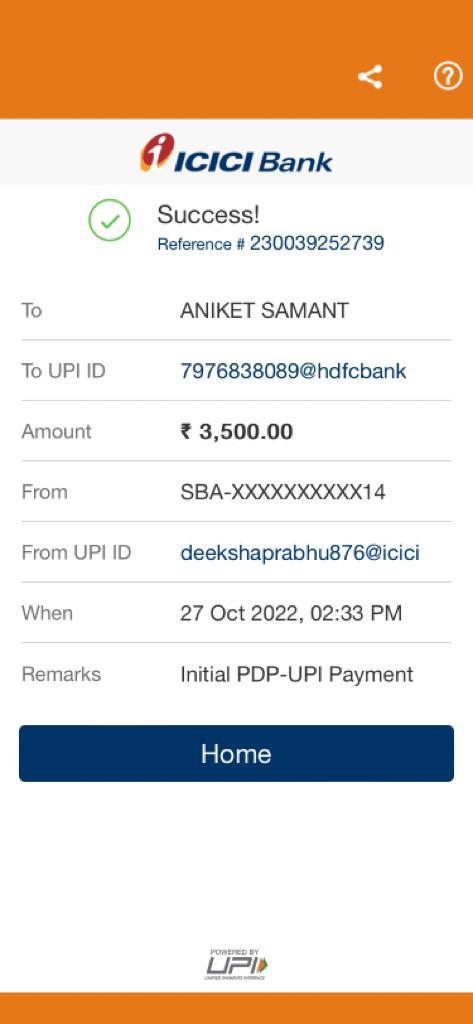 ICICI Bank
Success!
Reference # 230039252739
To ANIKET SAMANT
To UPI ID 7976838089@hdfcbank
Amount ₹ 3,500.00
From SBA-XXXXXXXXXX14
From UPI ID deekshaprabhu876@icici
When 27 Oct 2022, 02:33 PM
Remarks Initial PDP-UPI Payment
Home
POWERED BY
UPI
UNIFIED PAYMENTS INTERFACE